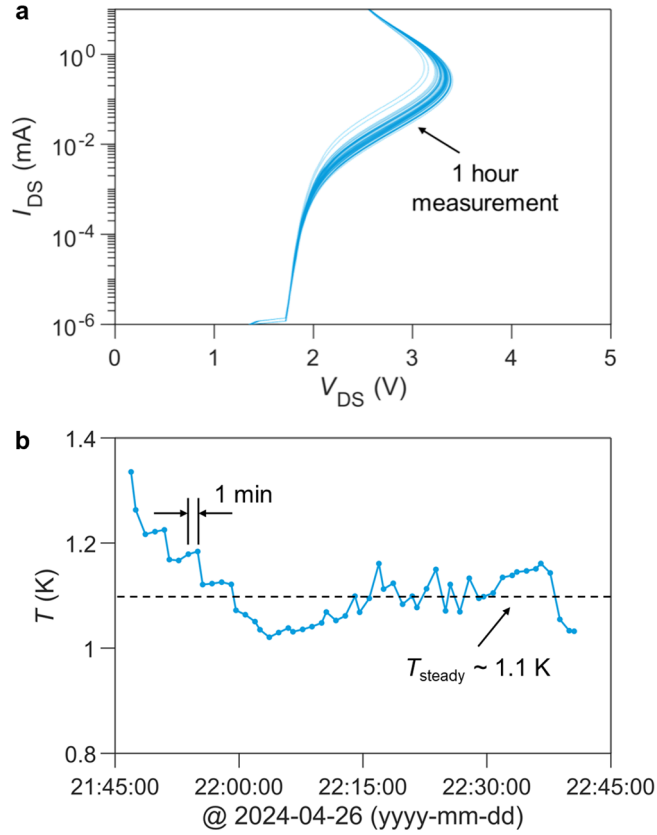 a
10⁰
10⁻²
10⁻⁴
10⁻⁶
I_DS (mA)
1 hour
measurement
0 1 2 3 4 5
V_DS (V)
b
1.4
1.2
1
0.8
T (K)
1 min
T_steady ~ 1.1 K
21:45:00 22:00:00 22:15:00 22:30:00 22:45:00
@ 2024-04-26 (yyyy-mm-dd)